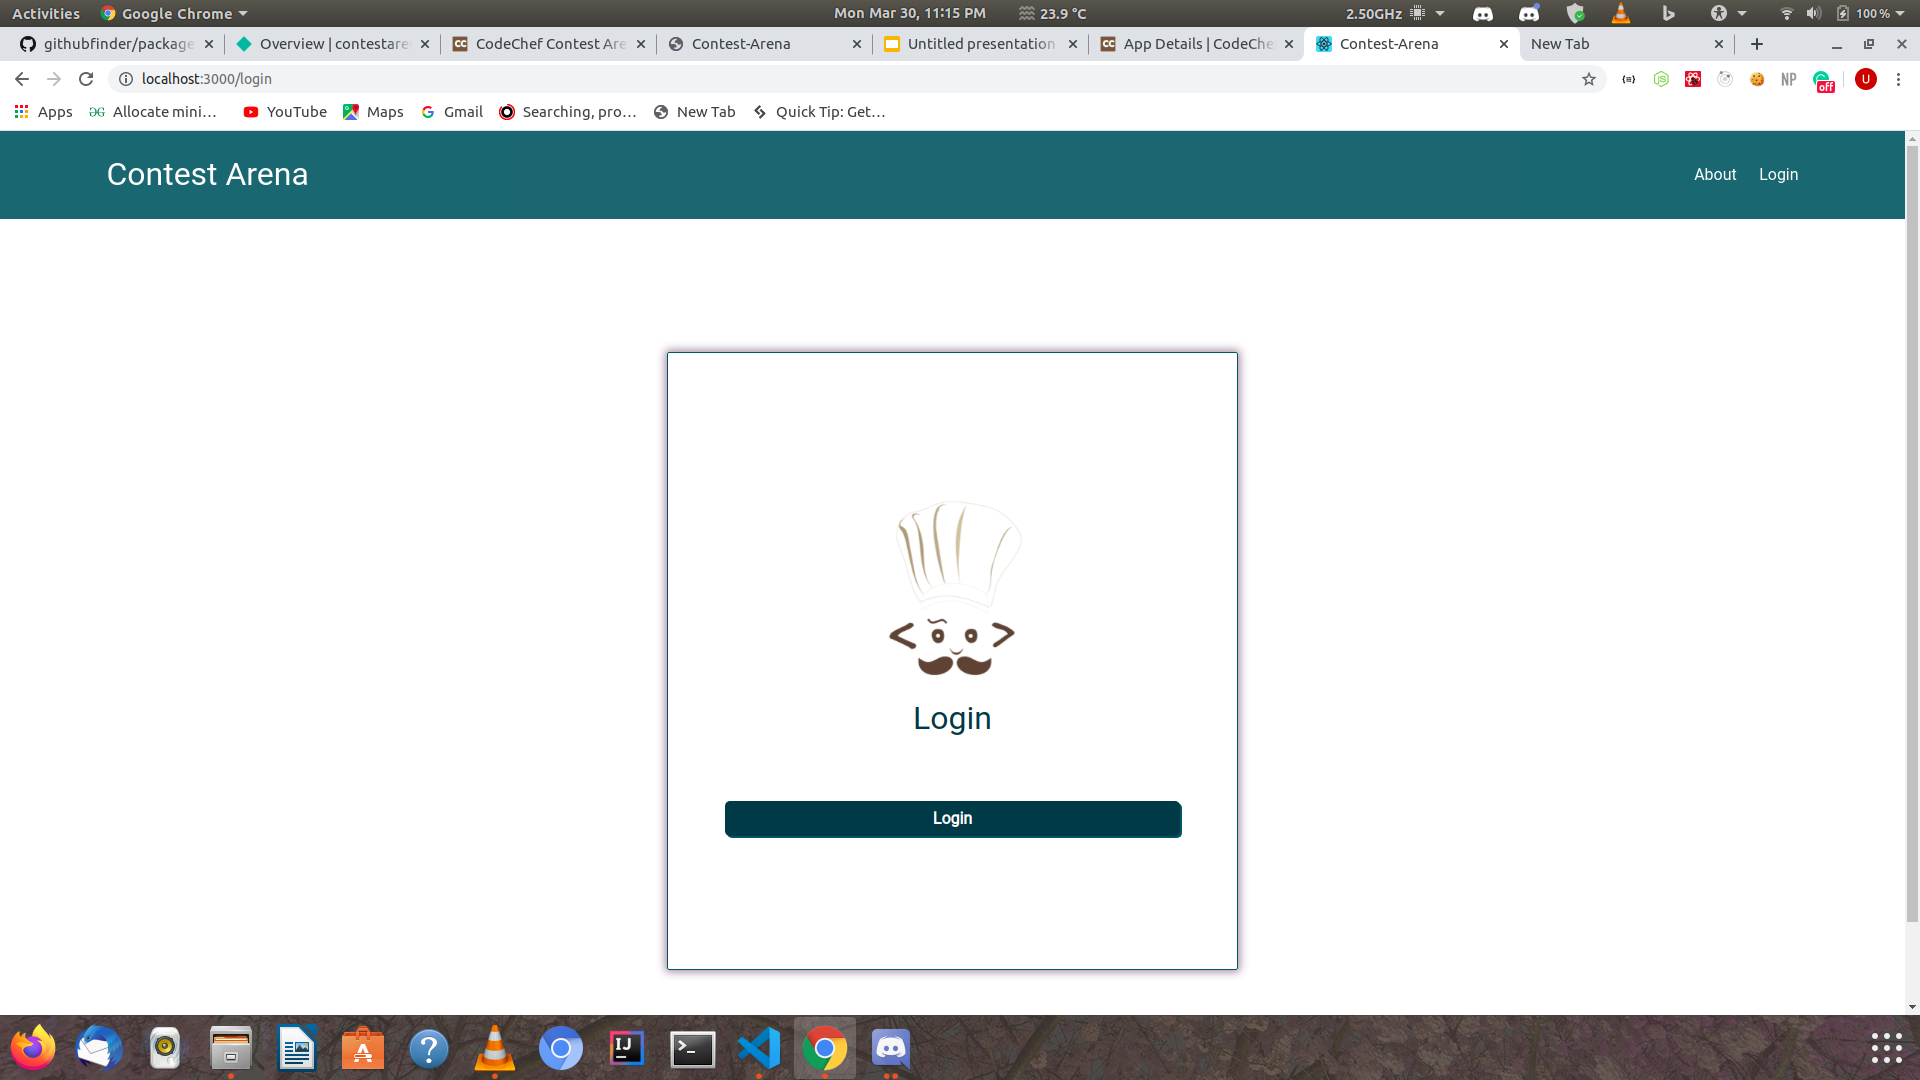 Activities Google Chrome Mon Mar 30, 11:15 PM 23.9 °C 2.50GHz 100 %
githubfinder/package Overview | contestare CodeChef Contest Are Contest-Arena Untitled presentation App Details | CodeChe Contest-Arena New Tab
localhost:3000/login NP off U
Apps Allocate mini… YouTube Maps Gmail Searching, pro… New Tab Quick Tip: Get…
Contest Arena About Login
Login
Login